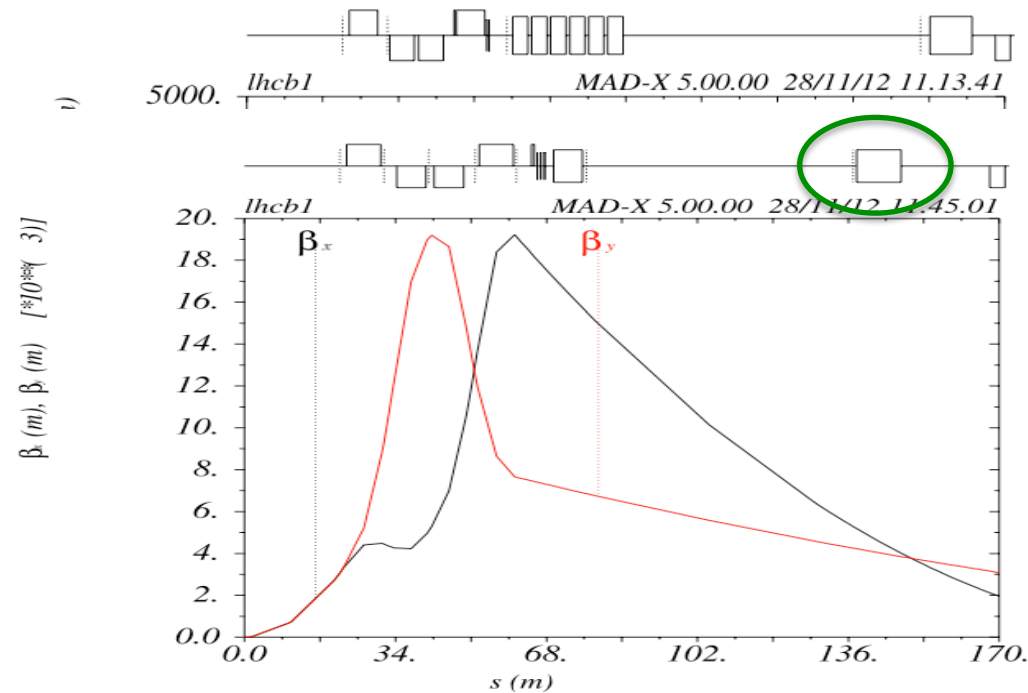 lhcb1 MAD-X 5.00.00 28/11/12 11.13.41
5000.
lhcb1 MAD-X 5.00.00 28/11/12 11.45.01
20.
18.
16.
14.
12.
10.
8.
6.
4.
2.
0.0
βx
βy
βx (m), βy (m) [*10**( 3)]
0.0 34. 68. 102. 136. 170.
s (m)